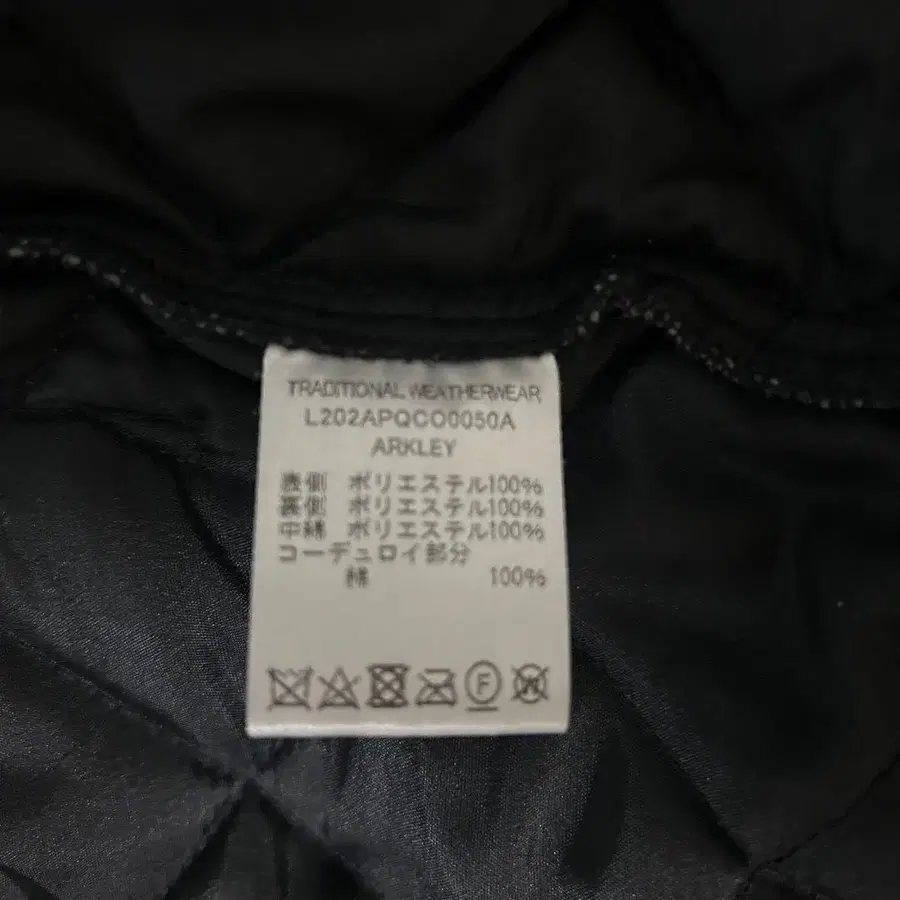 TRADITIONAL WEATHERWEAR
L202APQCO0050A
ARKLEY
表側 ポリエステル100%
裏側 ポリエステル100%
中綿 ポリエステル100%
コーデュロイ部分
綿 100%
F
W